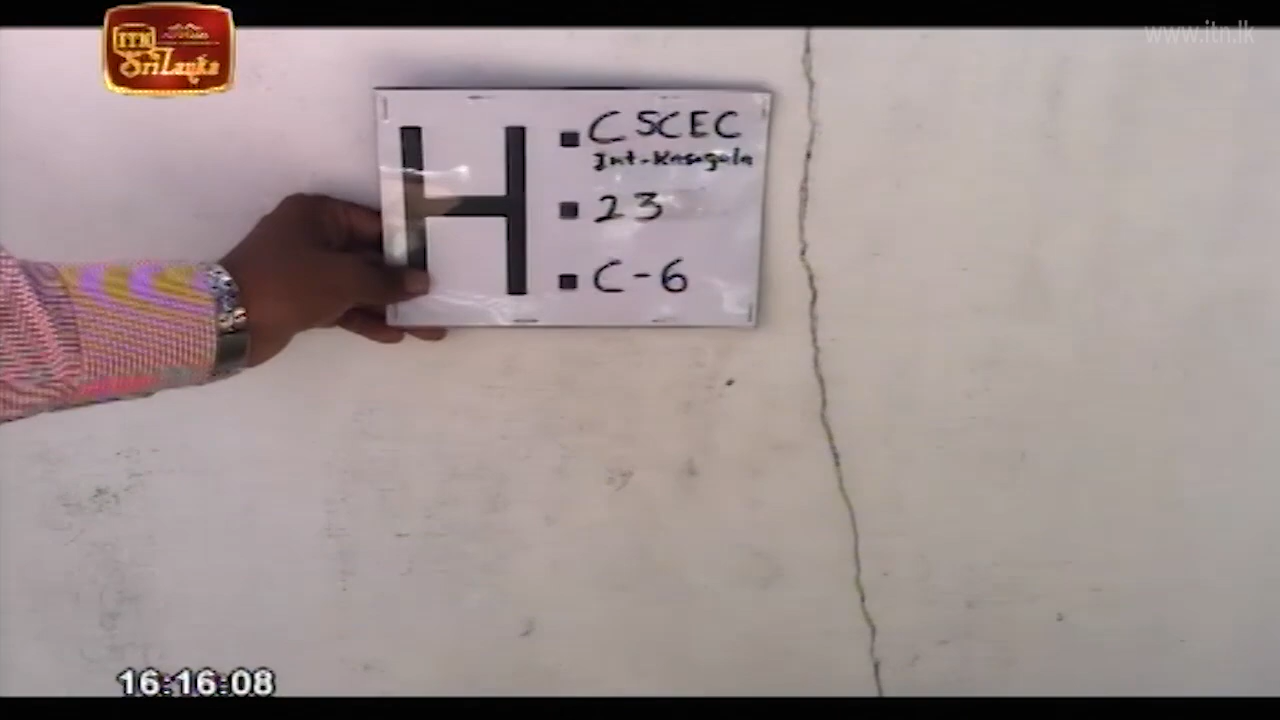 ITN
Sri Lanka
www.itn.lk
H
CSCEC
Int-Kasagala
23
C-6
16:16:08